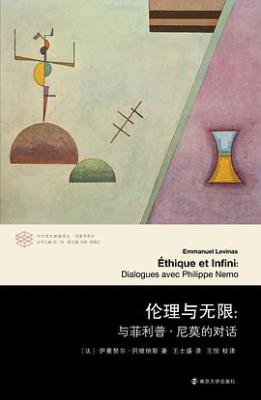 Emmanuel Levinas
Éthique et Infini:
Dialogues avec Philippe Nemo
伦理与无限:
与菲利普·尼莫的对话
〔法〕伊曼努尔·列维纳斯 著 王士盛 译 王恒 校译
南京大学出版社